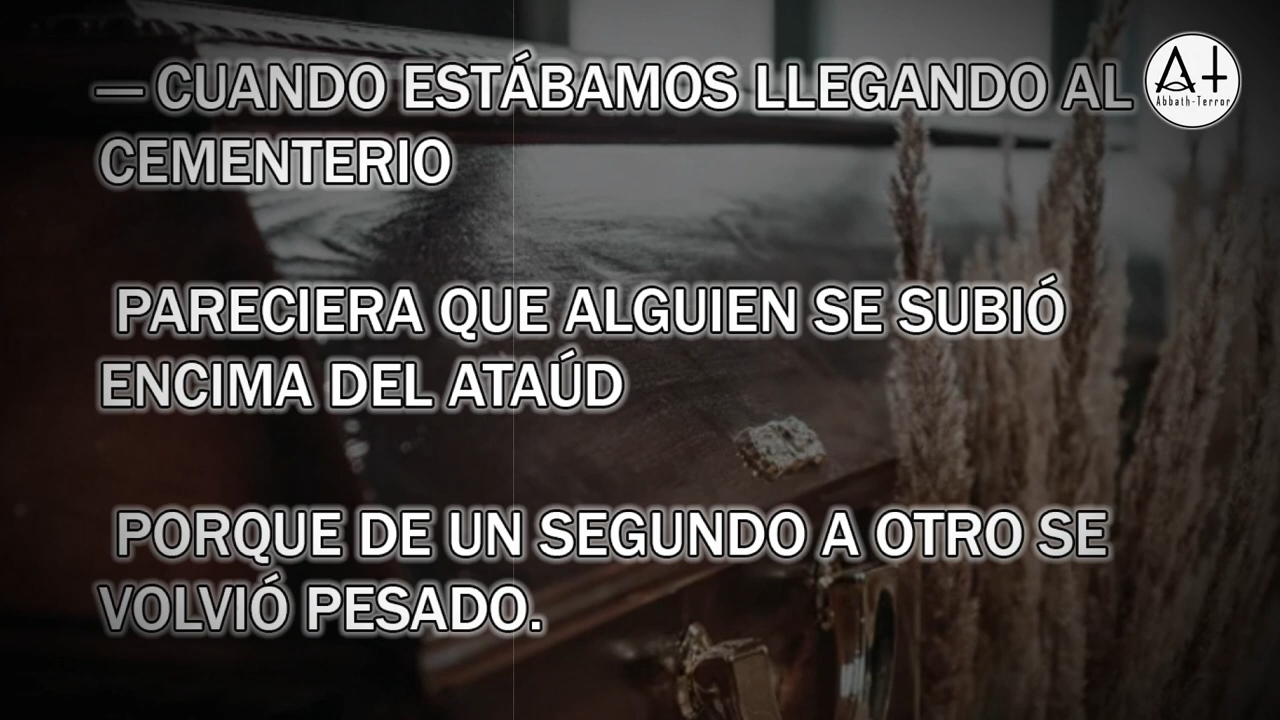 — CUANDO ESTÁBAMOS LLEGANDO AL
CEMENTERIO
PARECIERA QUE ALGUIEN SE SUBIÓ
ENCIMA DEL ATAÚD
PORQUE DE UN SEGUNDO A OTRO SE
VOLVIÓ PESADO.
At
Abbath-Terror